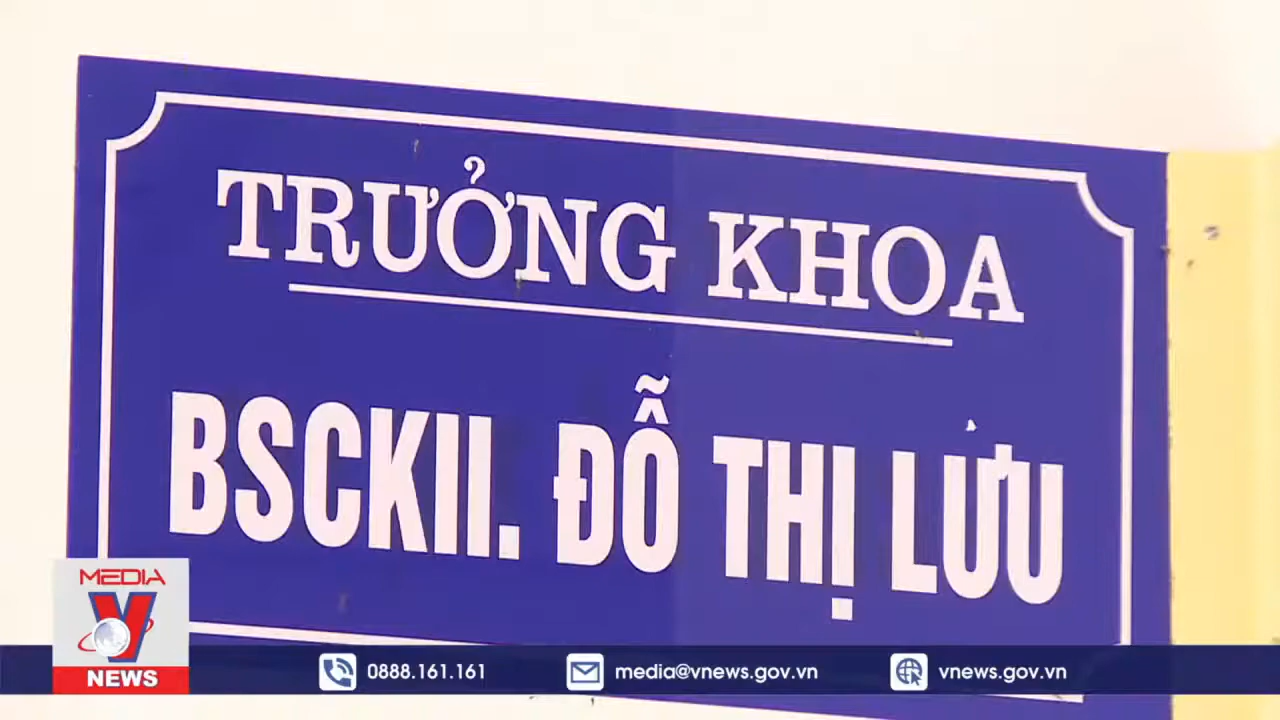 TRƯỞNG KHOA
BSCKII. ĐỖ THỊ LƯU
MEDIA
V
NEWS
0888.161.161
media@vnews.gov.vn
vnews.gov.vn